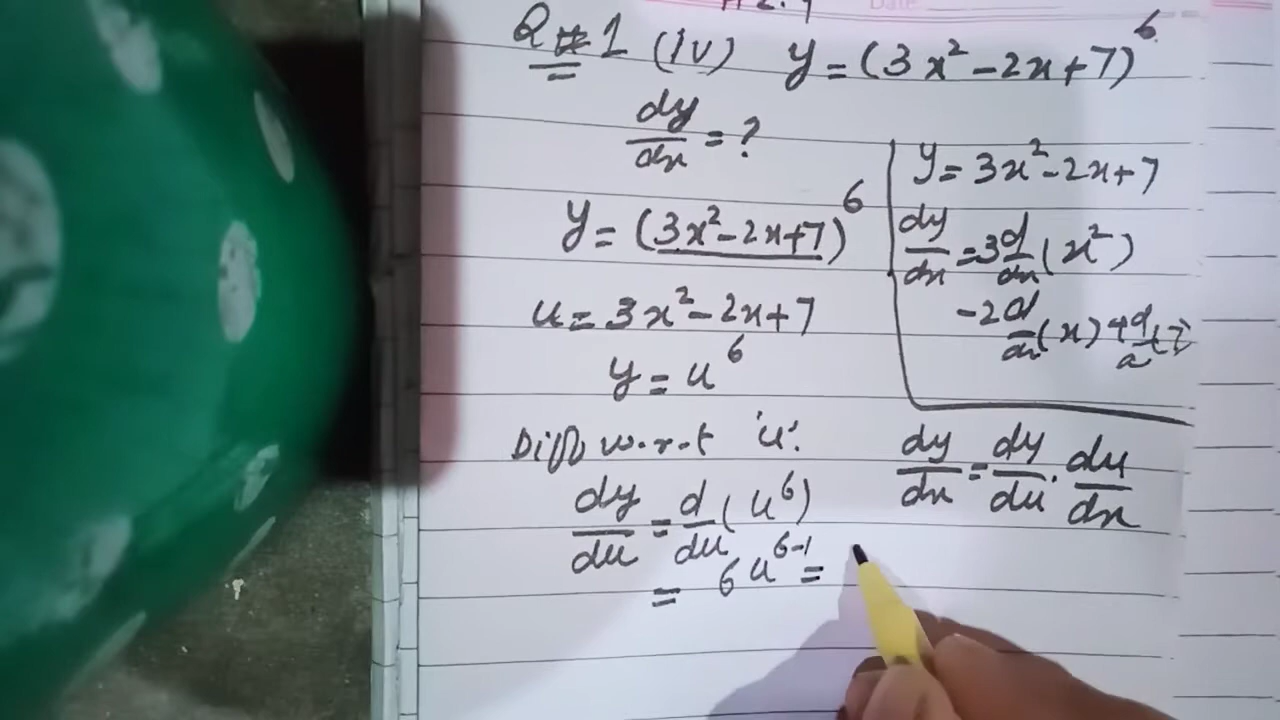 Date
Q#1 (iv) y = (3x² - 2x + 7)⁶
dy/dx = ?
y = (3x² - 2x + 7)⁶
u = 3x² - 2x + 7
y = u⁶
Diff w.r.t 'u'.
dy/du = d/du (u⁶)
= 6u⁶⁻¹ =
y = 3x² - 2x + 7
dy/dx = 3 d/dx (x²)
- 2 d/dx (x) + d/
dy/dx = dy/du · du/dx